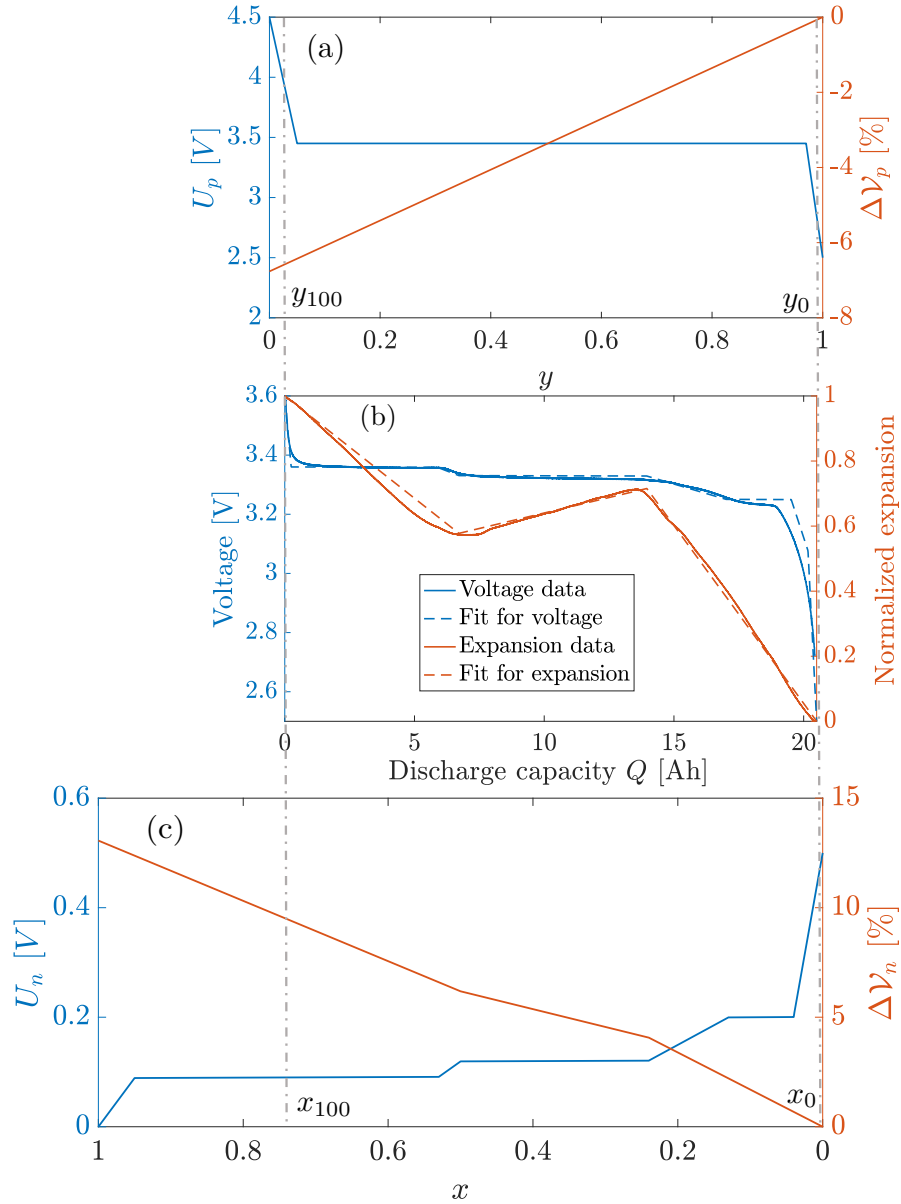 (a)
4.5
4
3.5
3
2.5
2
U_p [V]
0
-2
-4
-6
-8
Δ𝒱_p [%]
y_100
y_0
0
0.2
0.4
0.6
0.8
1
y
(b)
3.6
3.4
3.2
3
2.8
2.6
Voltage [V]
1
0.8
0.6
0.4
0.2
0
Normalized expansion
Voltage data
Fit for voltage
Expansion data
Fit for expansion
0
5
10
15
20
Discharge capacity Q [Ah]
(c)
0.6
0.4
0.2
0
U_n [V]
15
10
5
0
Δ𝒱_n [%]
x_100
x_0
1
0.8
0.6
0.4
0.2
0
x